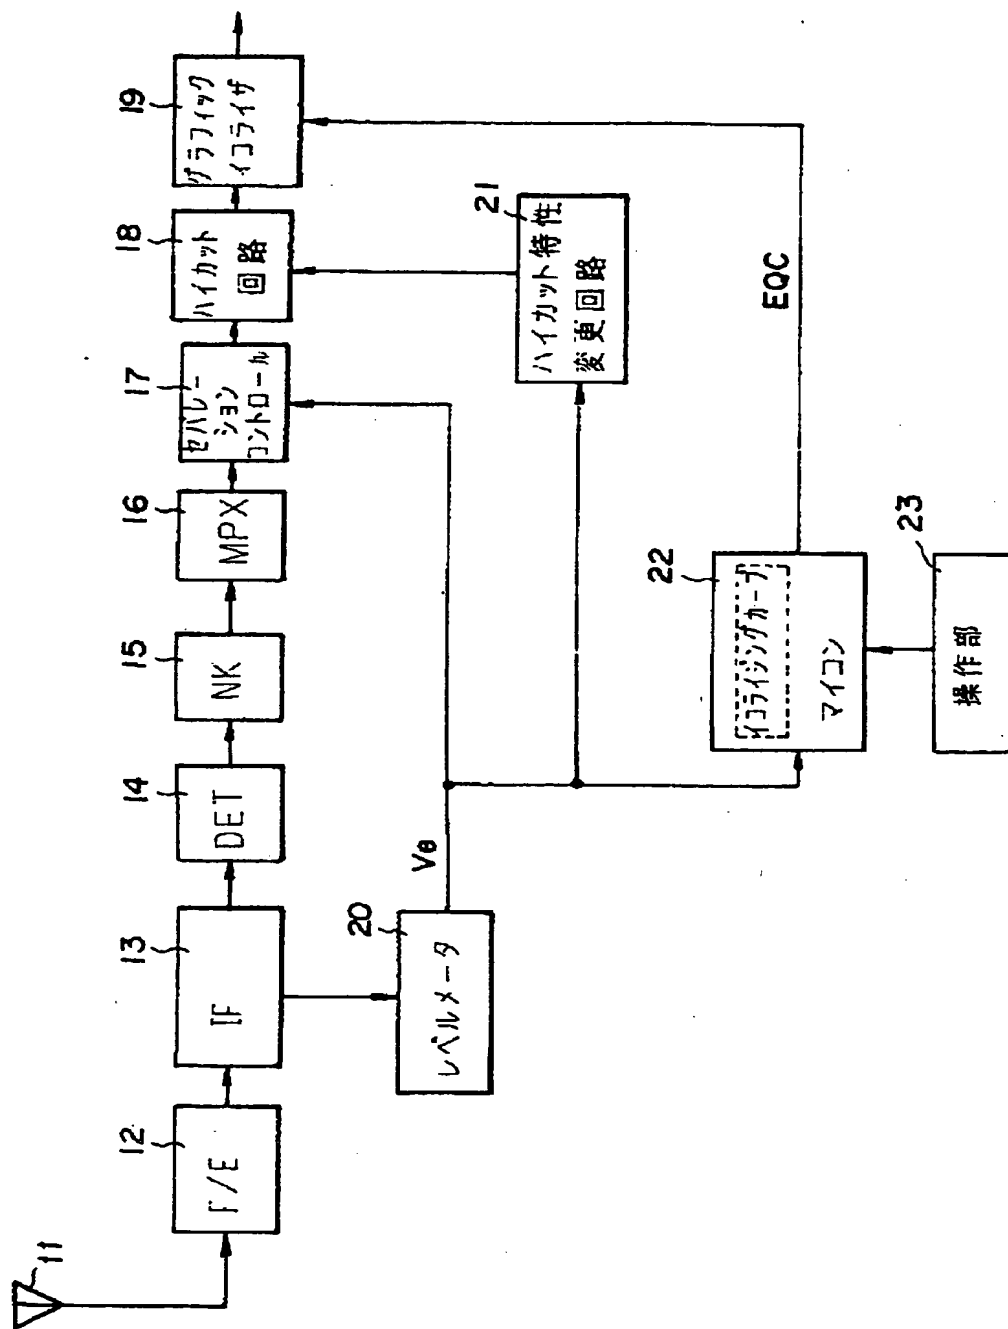 11
12
F/E
13
IF
14
DET
15
NK
16
MPX
17
セパレー
ション
コントロール
18
ハイカット
回路
19
グラフィック
イコライザ
20
レベルメータ
Ve
21
ハイカット特性
変更回路
22
イコライジングカーブ
マイコン
EQC
23
操作部